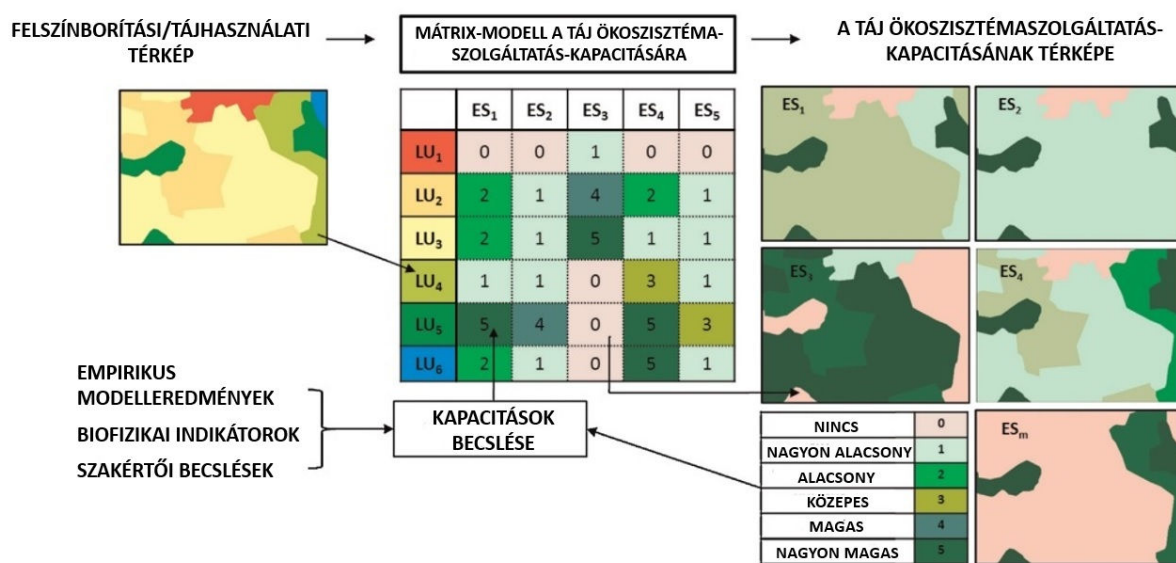 FELSZÍNBORÍTÁSI/TÁJHASZNÁLATI
TÉRKÉP
MÁTRIX-MODELL A TÁJ ÖKOSZISZTÉMA-
SZOLGÁLTATÁS-KAPACITÁSÁRA
A TÁJ ÖKOSZISZTÉMASZOLGÁLTATÁS-
KAPACITÁSÁNAK TÉRKÉPE
ES₁ ES₂ ES₃ ES₄ ES₅
LU₁ 0 0 1 0 0
LU₂ 2 1 4 2 1
LU₃ 2 1 5 1 1
LU₄ 1 1 0 3 1
LU₅ 5 4 0 5 3
LU₆ 2 1 0 5 1
ES₁
ES₂
ES₃
ES₄
ESₘ
EMPIRIKUS
MODELLEREDMÉNYEK
BIOFIZIKAI INDIKÁTOROK
SZAKÉRTŐI BECSLÉSEK
KAPACITÁSOK
BECSLÉSE
NINCS 0
NAGYON ALACSONY 1
ALACSONY 2
KÖZEPES 3
MAGAS 4
NAGYON MAGAS 5